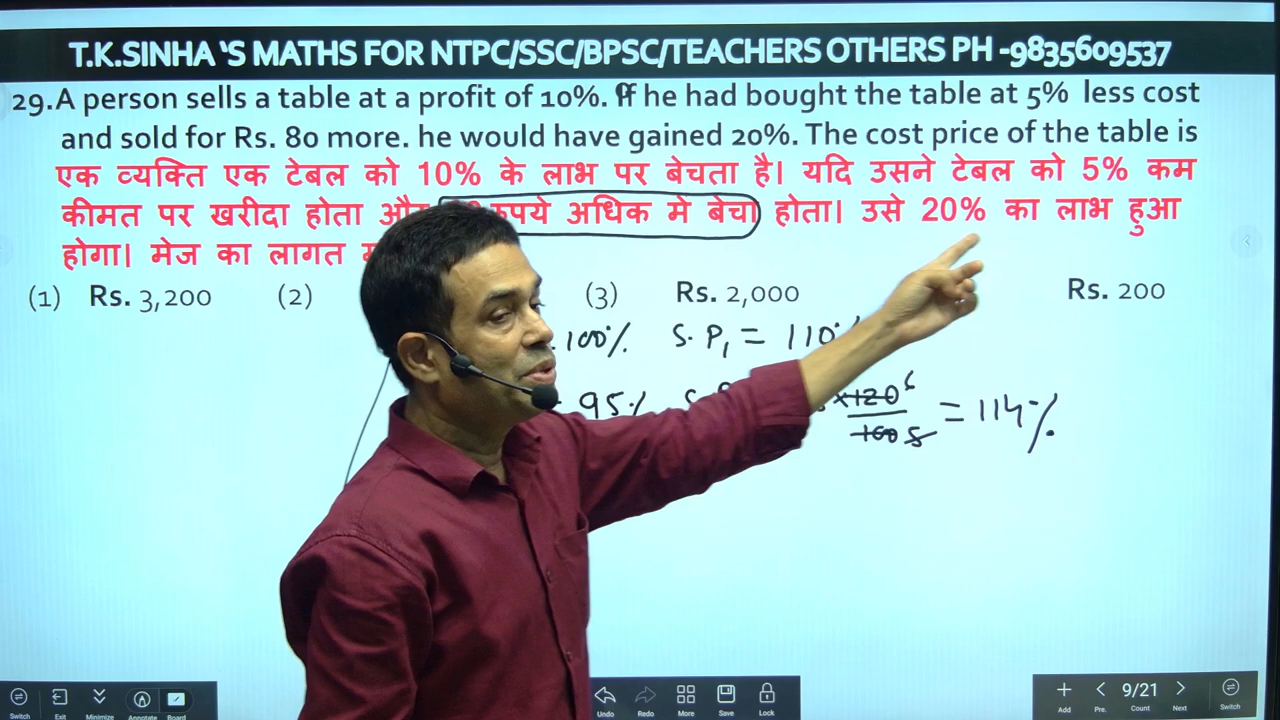 T.K.SINHA ‘S MATHS FOR NTPC/SSC/BPSC/TEACHERS OTHERS PH -9835609537
29.A person sells a table at a profit of 10%. If he had bought the table at 5% less cost
and sold for Rs. 80 more. he would have gained 20%. The cost price of the table is
एक व्यक्ति एक टेबल को 10% के लाभ पर बेचता है। यदि उसने टेबल को 5% कम
कीमत पर खरीदा होता अधिक में बेचा होता। उसे 20% का लाभ हुआ
होगा। मेज का लागत
(1) Rs. 3,200 (2) (3) Rs. 2,000 Rs. 200
100% S. P1 = 110
95% ×120 6 = 114%
100 5
Switch Exit Minimize Annotate Board Undo Redo More Save Lock Add Pre. 9/21 Count Next Switch